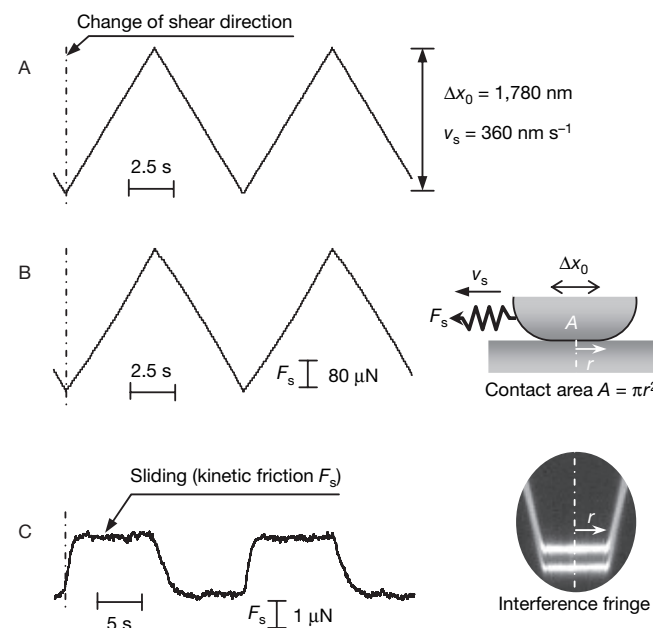 Change of shear direction
A
Δx₀ = 1,780 nm
vₛ = 360 nm s⁻¹
2.5 s
B
2.5 s
Fₛ 80 μN
vₛ
Δx₀
Fₛ
A
r
Contact area A = πr²
Sliding (kinetic friction Fₛ)
C
5 s
Fₛ 1 μN
r
Interference fringe